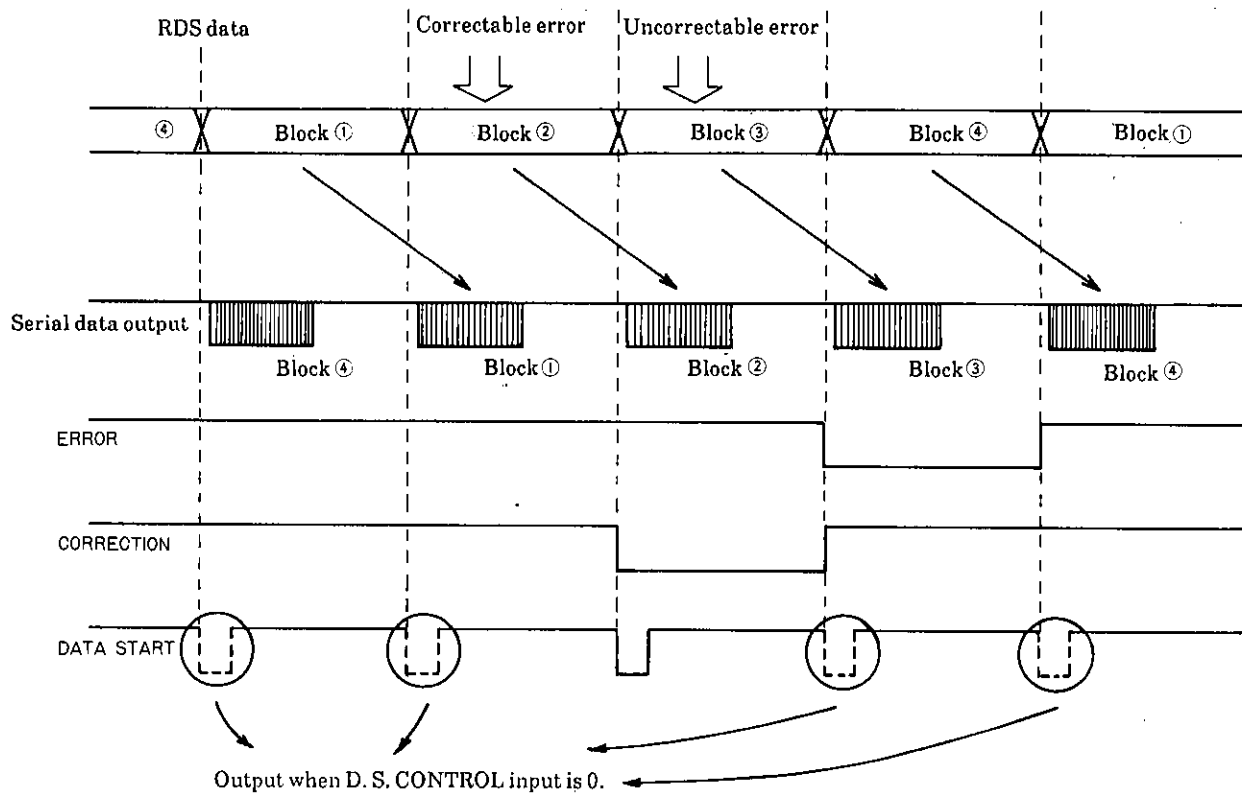 RDS data
Correctable error
Uncorrectable error
④ Block ① Block ② Block ③ Block ④ Block ①
Serial data output
Block ④ Block ① Block ② Block ③ Block ④
ERROR
CORRECTION
DATA START
Output when D. S. CONTROL input is 0.